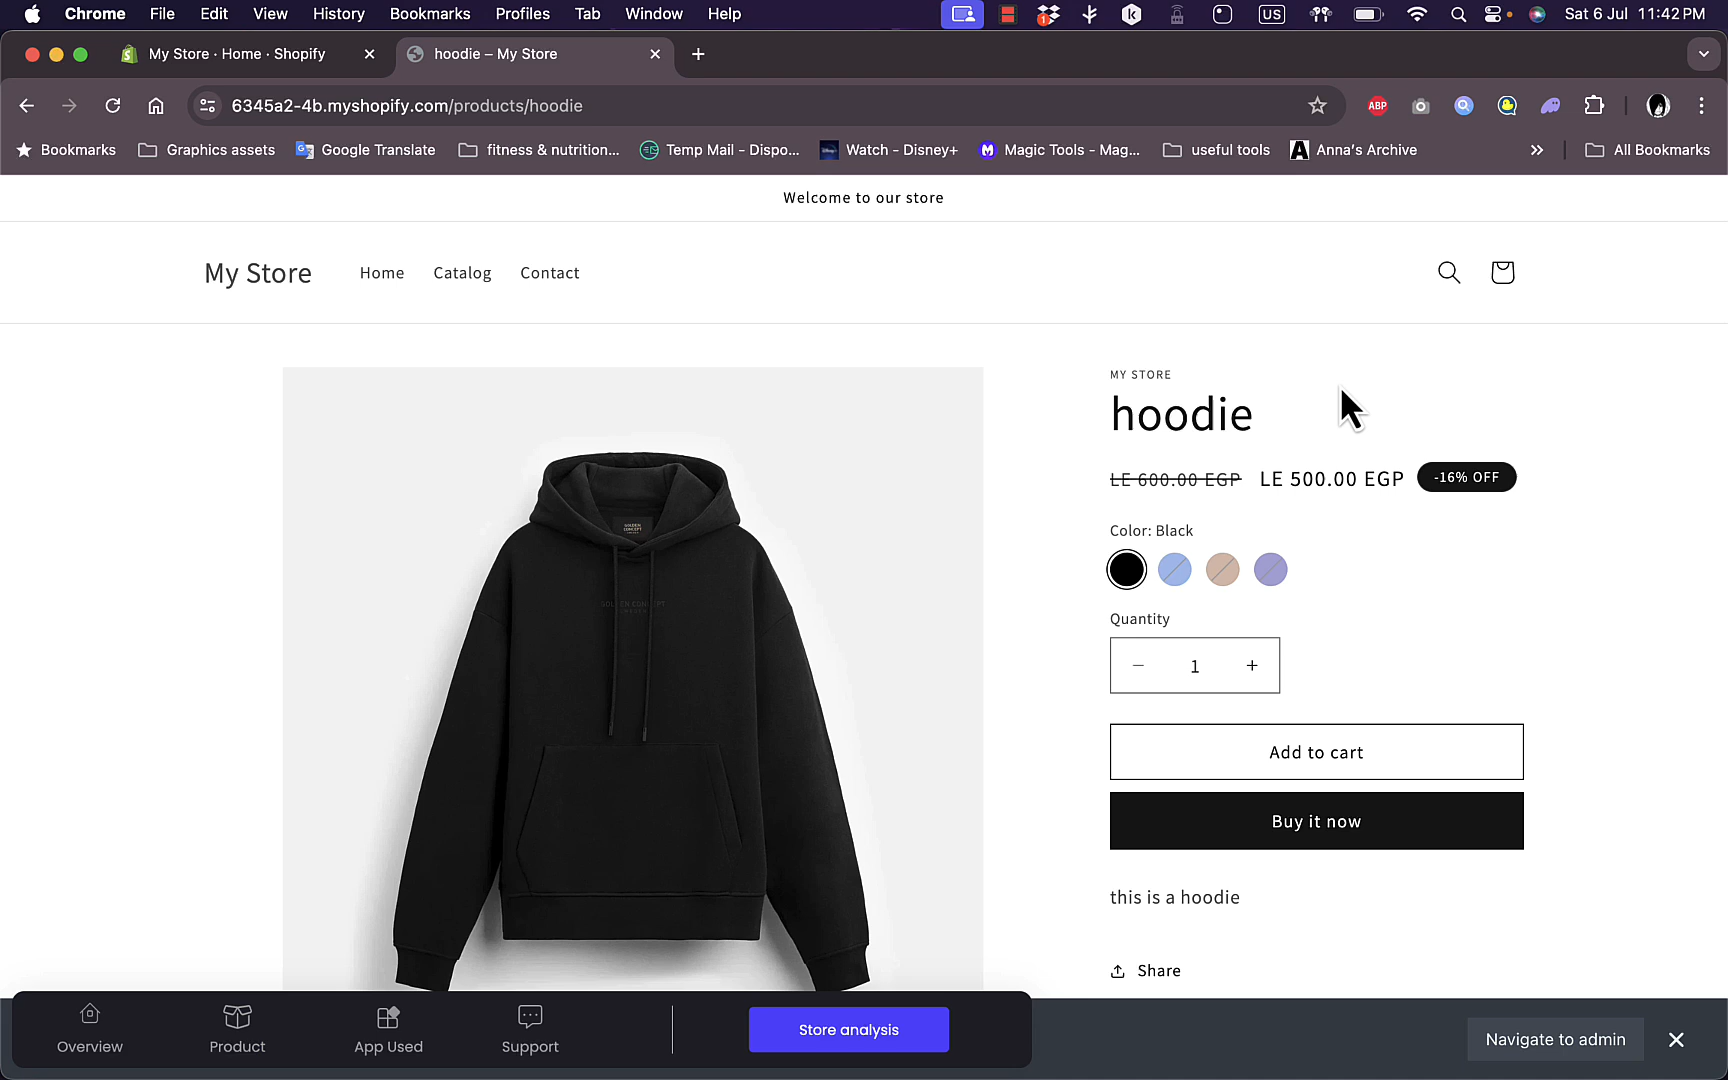 Chrome File Edit View History Bookmarks Profiles Tab Window Help US Sat 6 Jul 11:42 PM
My Store · Home · Shopify hoodie – My Store
6345a2-4b.myshopify.com/products/hoodie ABP
Bookmarks Graphics assets Google Translate fitness & nutrition... Temp Mail - Dispo... Watch - Disney+ Magic Tools - Mag... useful tools Anna's Archive All Bookmarks
Welcome to our store
My Store Home Catalog Contact
MY STORE
hoodie
LE 600.00 EGP LE 500.00 EGP -16% OFF
Color: Black
Quantity
− 1 +
Add to cart
Buy it now
this is a hoodie
Share
GOLDEN
CONCEPT
GOLDEN CONCEPT
Overview Product App Used Support Store analysis Navigate to admin